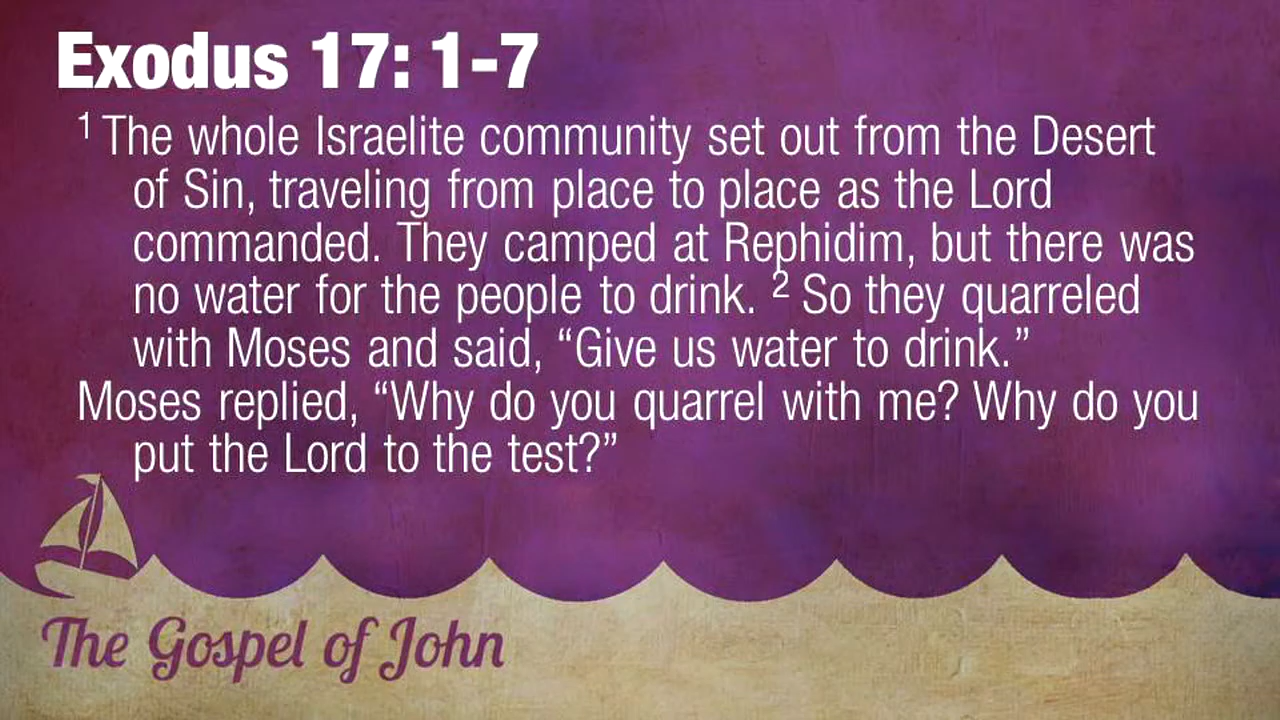 Exodus 17: 1-7
1 The whole Israelite community set out from the Desert
of Sin, traveling from place to place as the Lord
commanded. They camped at Rephidim, but there was
no water for the people to drink. 2 So they quarreled
with Moses and said, “Give us water to drink.”
Moses replied, “Why do you quarrel with me? Why do you
put the Lord to the test?”
The Gospel of John